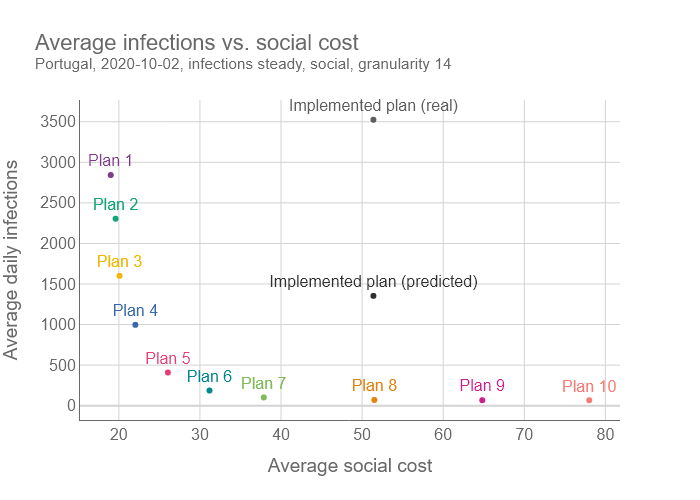 Average infections vs. social cost
Portugal, 2020-10-02, infections steady, social, granularity 14
Implemented plan (real)
3500
Plan 1
3000
2500
Plan 2
2000
Plan 3
1500
Implemented plan (predicted)
Plan 4
1000
Plan 5
500
Plan 6
Plan 7
Plan 8
Plan 9
Plan 10
0
20 30 40 50 60 70 80
Average social cost
Average daily infections